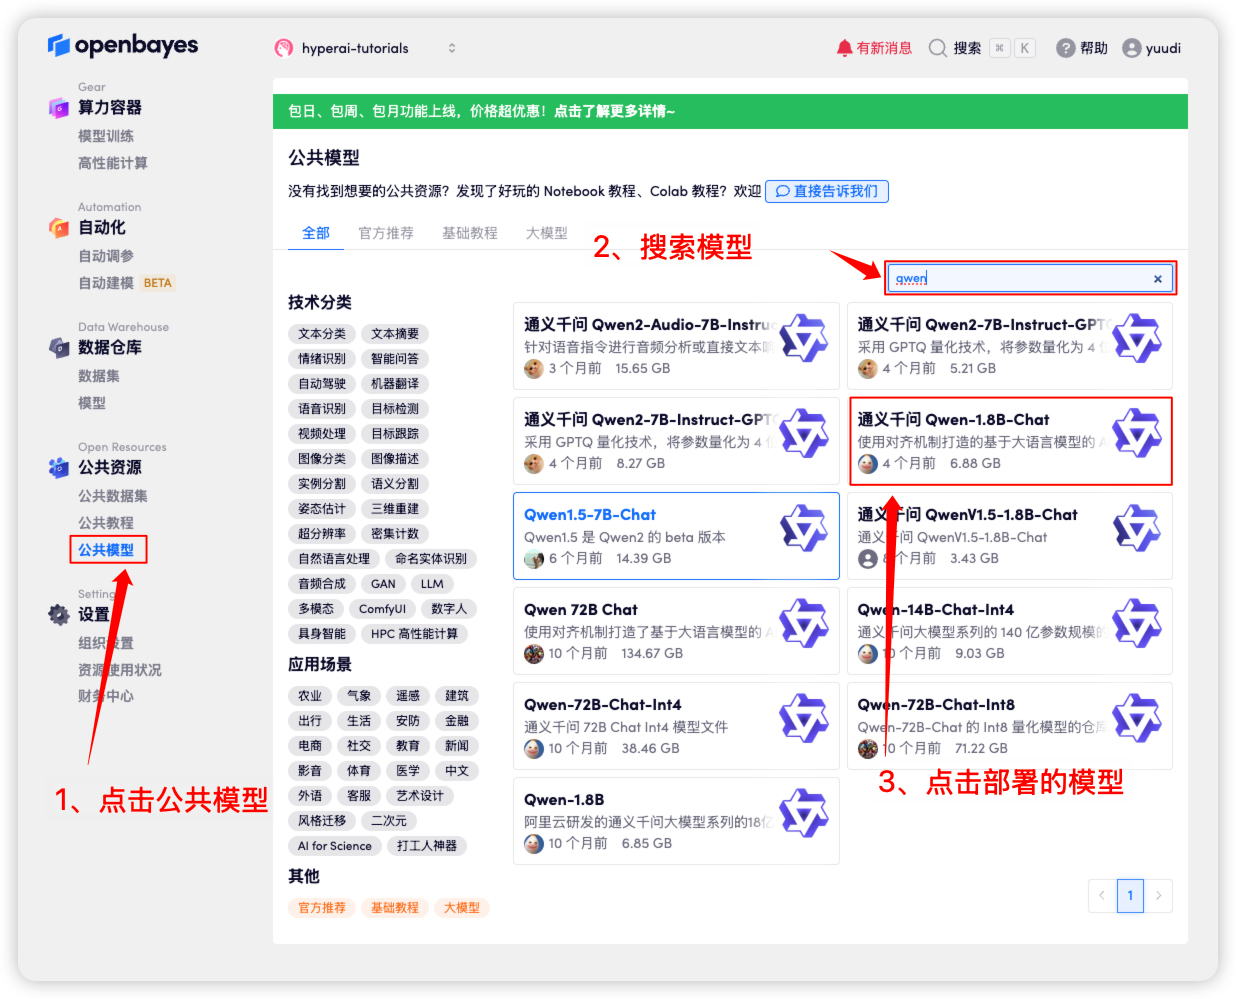 openbayes
hyperai-tutorials
有新消息
搜索 ⌘ K
帮助
yuudi
Gear
算力容器
模型训练
高性能计算
Automation
自动化
自动调参
自动建模 BETA
Data Warehouse
数据仓库
数据集
模型
Open Resources
公共资源
公共数据集
公共教程
公共模型
Setting
设置
组织设置
资源使用状况
财务中心
1、点击公共模型
包日、包周、包月功能上线，价格超优惠！点击了解更多详情~
公共模型
没有找到想要的公共资源？发现了好玩的 Notebook 教程、Colab 教程？欢迎 直接告诉我们
全部 官方推荐 基础教程 大模型
2、搜索模型
qwen
技术分类
文本分类 文本摘要
情绪识别 智能问答
自动驾驶 机器翻译
语音识别 目标检测
视频处理 目标跟踪
图像分类 图像描述
实例分割 语义分割
姿态估计 三维重建
超分辨率 密集计数
自然语言处理 命名实体识别
音频合成 GAN LLM
多模态 ComfyUI 数字人
具身智能 HPC 高性能计算
应用场景
农业 气象 遥感 建筑
出行 生活 安防 金融
电商 社交 教育 新闻
影音 体育 医学 中文
外语 客服 艺术设计
风格迁移 二次元
AI for Science 打工人神器
其他
官方推荐 基础教程 大模型
通义千问 Qwen2-Audio-7B-Instruc
针对语音指令进行音频分析或直接文本响
3 个月前 15.65 GB
通义千问 Qwen2-7B-Instruct-GPTQ
采用 GPTQ 量化技术，将参数量化为 4 位
4 个月前 5.21 GB
通义千问 Qwen2-7B-Instruct-GPTQ
采用 GPTQ 量化技术，将参数量化为 4 位
4 个月前 8.27 GB
通义千问 Qwen-1.8B-Chat
使用对齐机制打造的基于大语言模型的 A
4 个月前 6.88 GB
Qwen1.5-7B-Chat
Qwen1.5 是 Qwen2 的 beta 版本
6 个月前 14.39 GB
通义千问 QwenV1.5-1.8B-Chat
通义千问 QwenV1.5-1.8B-Chat
8 个月前 3.43 GB
Qwen 72B Chat
使用对齐机制打造了基于大语言模型的 A
10 个月前 134.67 GB
Qwen-14B-Chat-Int4
通义千问大模型系列的 140 亿参数规模的
10 个月前 9.03 GB
Qwen-72B-Chat-Int4
通义千问 72B Chat Int4 模型文件
10 个月前 38.46 GB
Qwen-72B-Chat-Int8
Qwen-72B-Chat 的 Int8 量化模型的仓库
10 个月前 71.22 GB
3、点击部署的模型
Qwen-1.8B
阿里云研发的通义千问大模型系列的18亿
10 个月前 6.85 GB
1